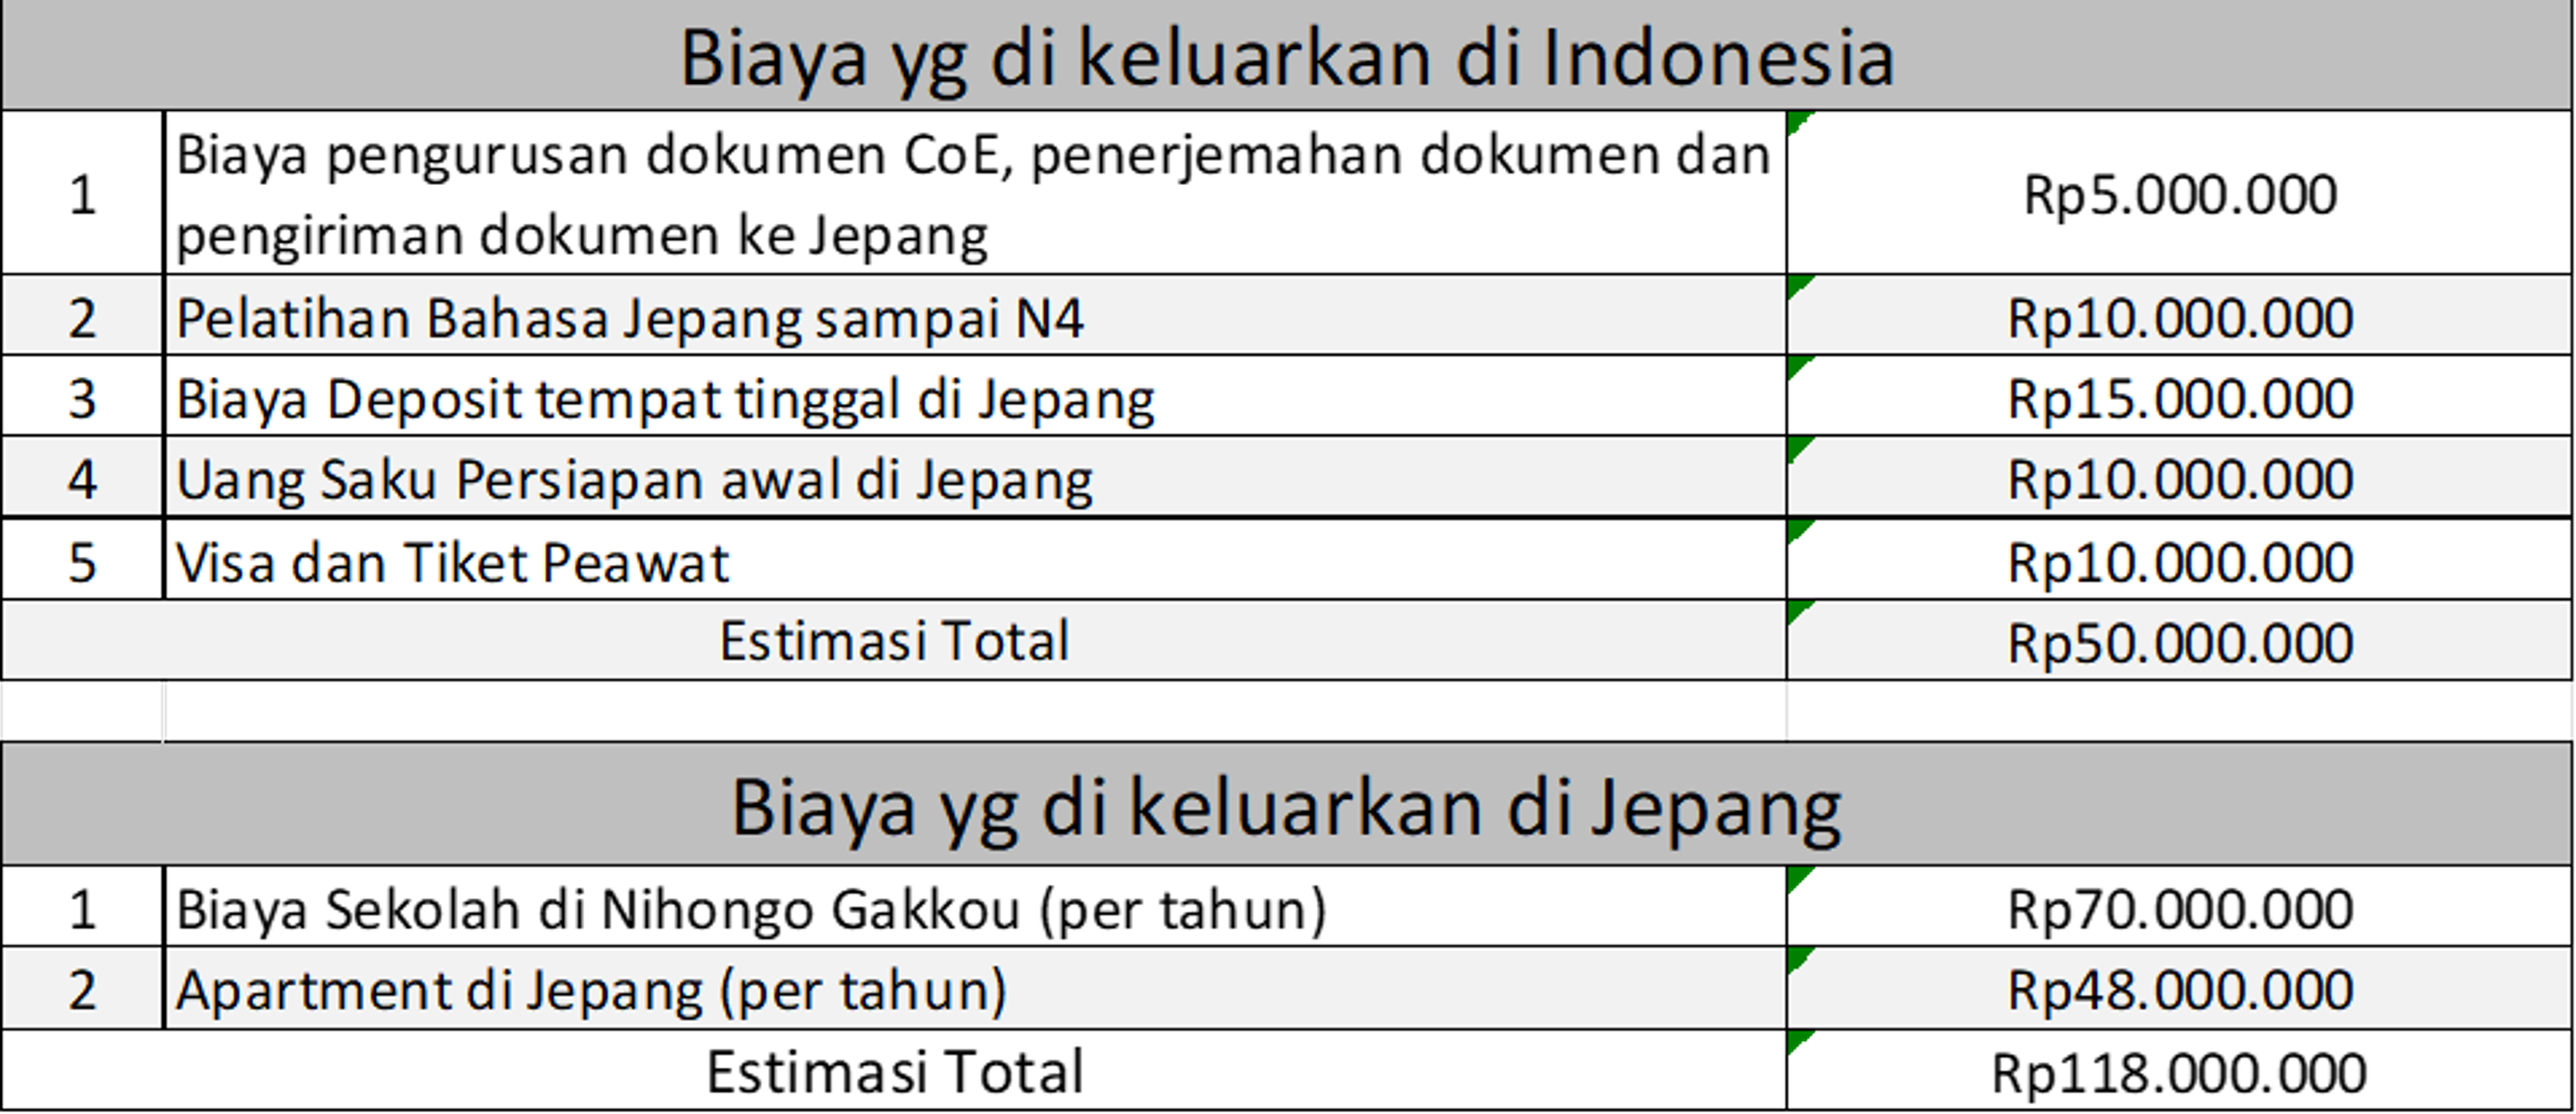 Biaya yg di keluarkan di Indonesia
1 Biaya pengurusan dokumen CoE, penerjemahan dokumen dan
pengiriman dokumen ke Jepang Rp5.000.000
2 Pelatihan Bahasa Jepang sampai N4 Rp10.000.000
3 Biaya Deposit tempat tinggal di Jepang Rp15.000.000
4 Uang Saku Persiapan awal di Jepang Rp10.000.000
5 Visa dan Tiket Peawat Rp10.000.000
Estimasi Total Rp50.000.000
Biaya yg di keluarkan di Jepang
1 Biaya Sekolah di Nihongo Gakkou (per tahun) Rp70.000.000
2 Apartment di Jepang (per tahun) Rp48.000.000
Estimasi Total Rp118.000.000